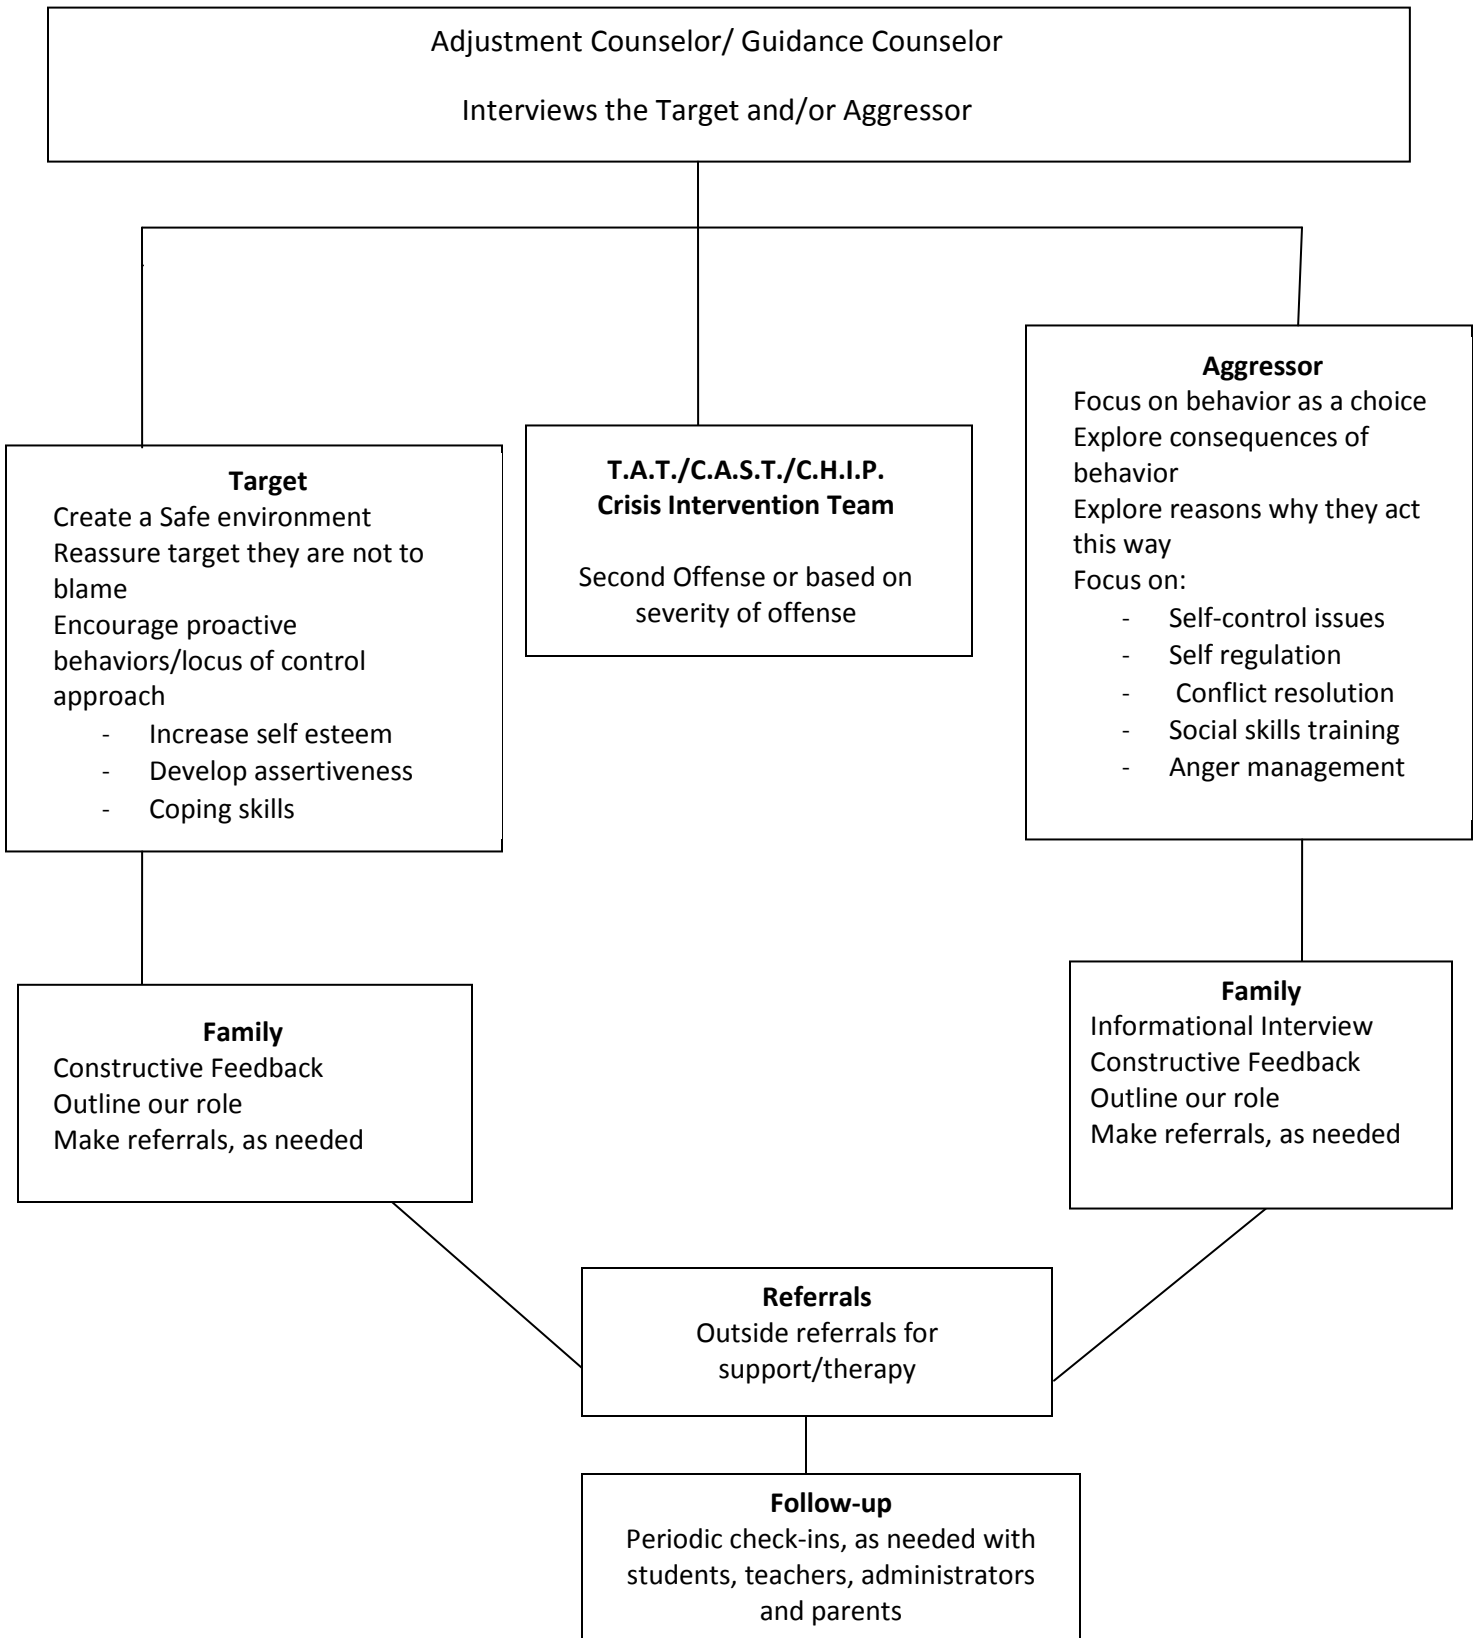 Adjustment Counselor/ Guidance Counselor
Interviews the Target and/or Aggressor
Target
Create a Safe environment
Reassure target they are not to
blame
Encourage proactive
behaviors/locus of control
approach
- Increase self esteem
- Develop assertiveness
- Coping skills
T.A.T./C.A.S.T./C.H.I.P.
Crisis Intervention Team
Second Offense or based on
severity of offense
Aggressor
Focus on behavior as a choice
Explore consequences of
behavior
Explore reasons why they act
this way
Focus on:
- Self-control issues
- Self regulation
- Conflict resolution
- Social skills training
- Anger management
Family
Constructive Feedback
Outline our role
Make referrals, as needed
Family
Informational Interview
Constructive Feedback
Outline our role
Make referrals, as needed
Referrals
Outside referrals for
support/therapy
Follow-up
Periodic check-ins, as needed with
students, teachers, administrators
and parents